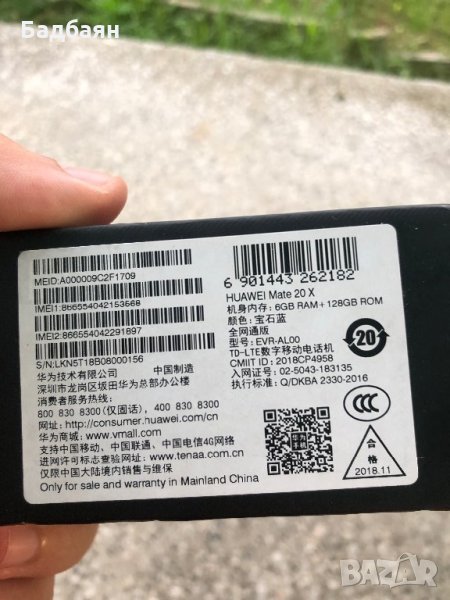 Бадбаян
MEID:A000009C2F1709
IMEI1:866554042153668
IMEI2:866554042291897
S/N:LKN5T18B08000156
华为技术有限公司 中国制造
深圳市龙岗区坂田华为总部办公楼
消费者服务热线:
800 830 8300(仅固话), 400 830 8300
http://consumer.huawei.com/cn
华为商城: www.vmall.com
支持中国移动、中国联通、中国电信4G网络
进网许可标志查验网址: www.tenaa.com.cn
仅限中国大陆境内销售与维保
Only for sale and warranty in Mainland China
6 901443 262182
HUAWEI Mate 20 X
机身内存: 6GB RAM+128GB ROM
颜色: 宝石蓝
全网通版
型号: EVR-AL00
TD-LTE数字移动电话机
CMIIT ID: 2018CP4958
入网证号: 02-5043-183135
执行标准: Q/DKBA 2330-2016
20
CCC
合
格
2018.11
BAZAR